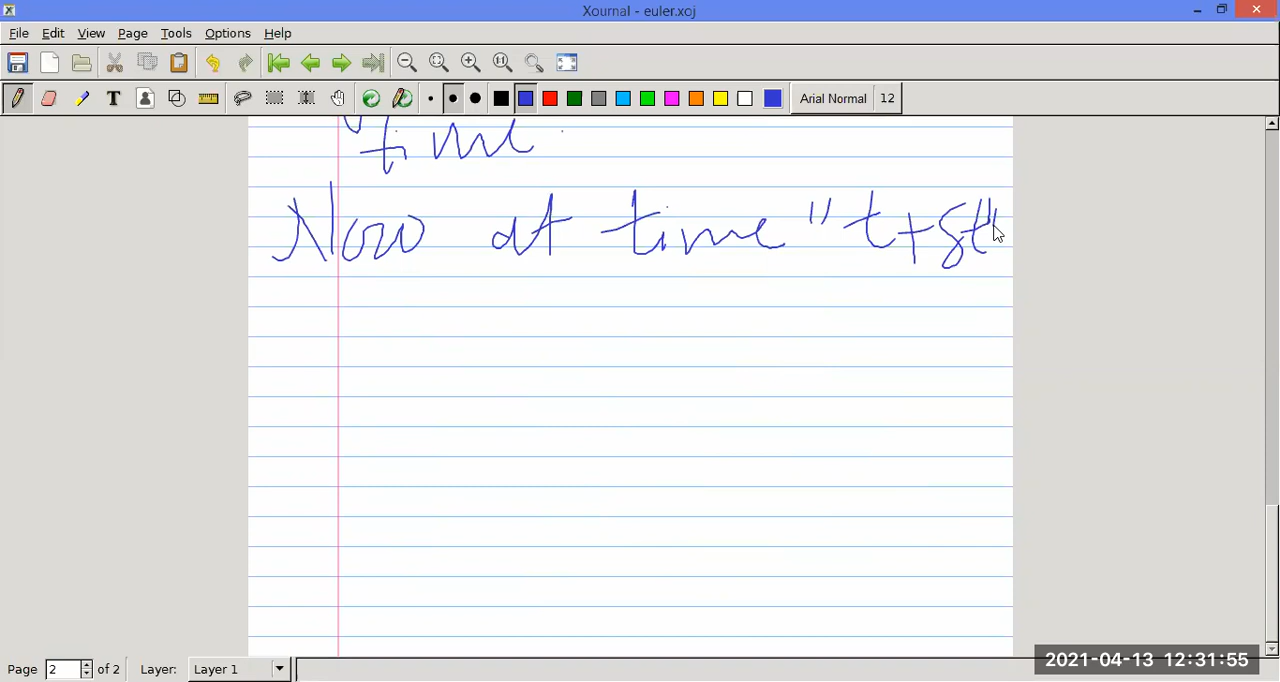 Xournal - euler.xoj
File Edit View Page Tools Options Help
Arial Normal 12
time
Now at time "t+δt"
Page 2 of 2 Layer: Layer 1
2021-04-13 12:31:55